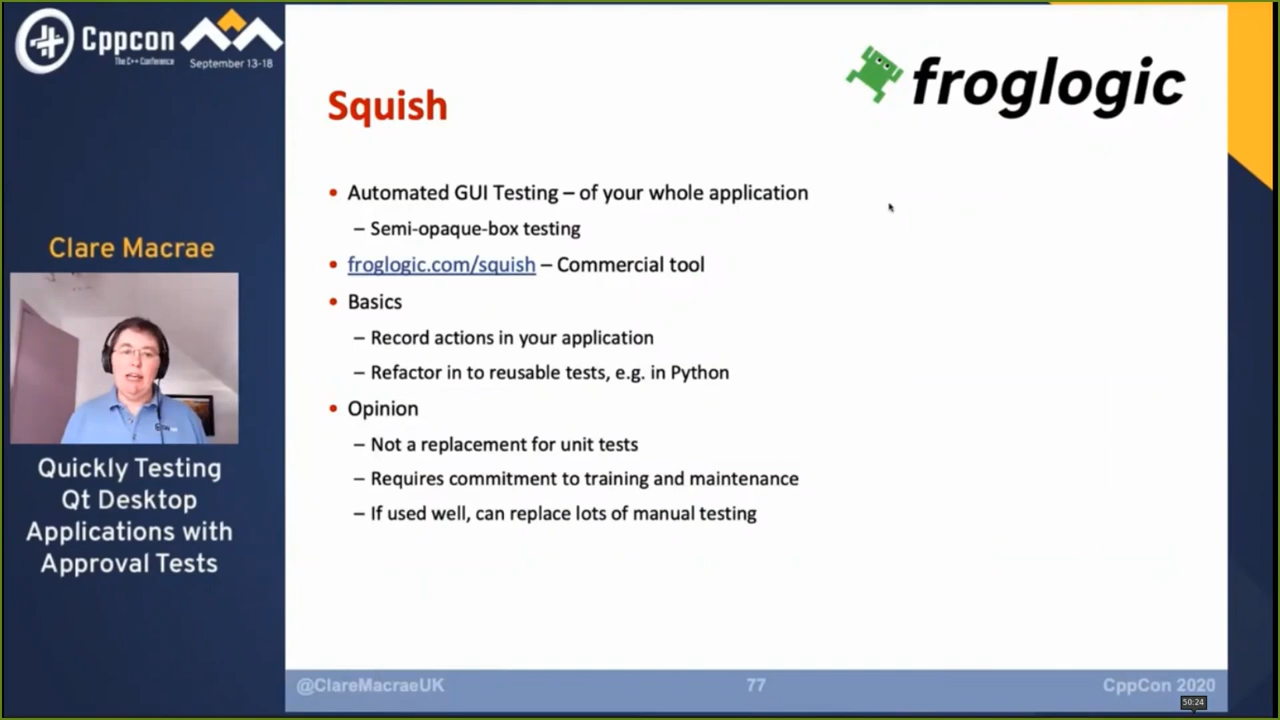 Cppcon
The C++ Conference
September 13-18
froglogic
Squish
• Automated GUI Testing – of your whole application
– Semi-opaque-box testing
• froglogic.com/squish – Commercial tool
• Basics
– Record actions in your application
– Refactor in to reusable tests, e.g. in Python
• Opinion
– Not a replacement for unit tests
– Requires commitment to training and maintenance
– If used well, can replace lots of manual testing
Clare Macrae
Quickly Testing
Qt Desktop
Applications with
Approval Tests
@ClareMacraeUK
77
CppCon 2020
50:24